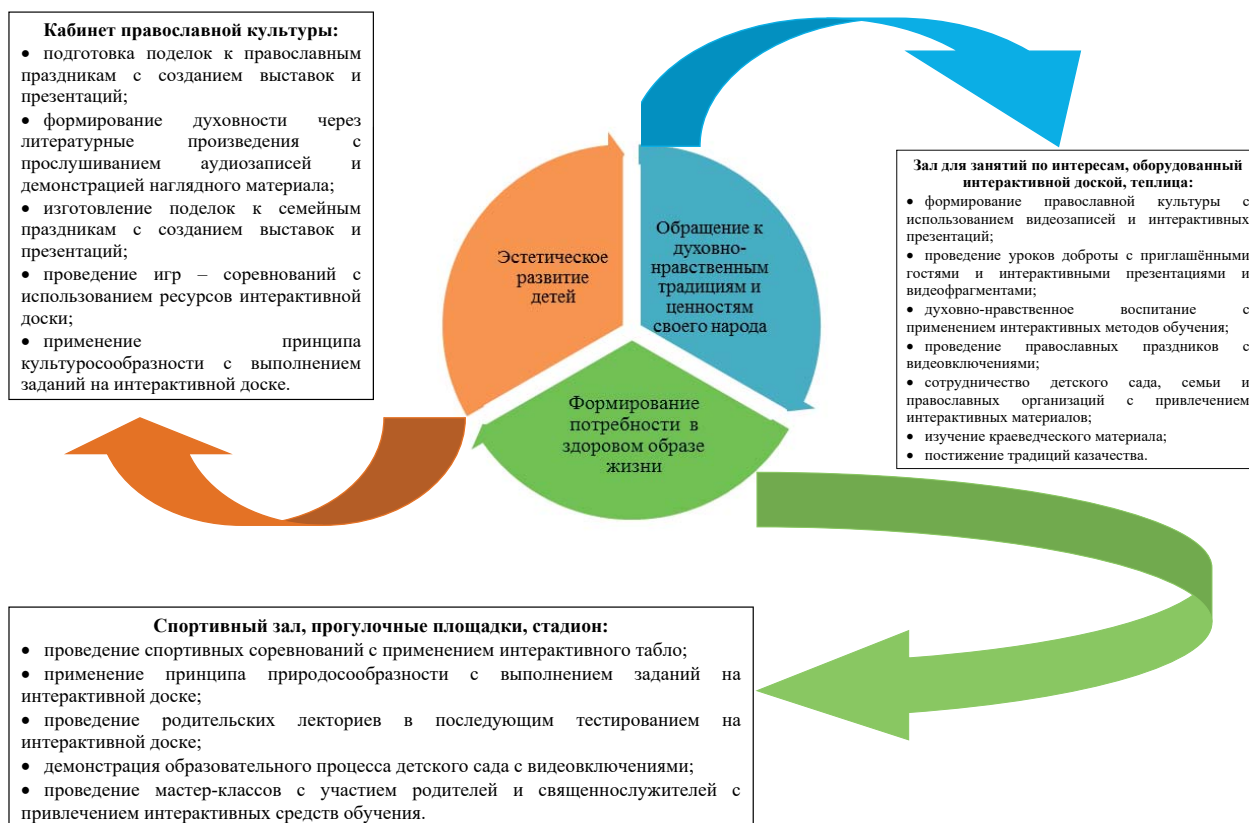 Кабинет православной культуры:
• подготовка поделок к православным
праздникам с созданием выставок и
презентаций;
• формирование духовности через
литературные произведения с
прослушиванием аудиозаписей и
демонстрацией наглядного материала;
• изготовление поделок к семейным
праздникам с созданием выставок и
презентаций;
• проведение игр – соревнований с
использованием ресурсов интерактивной
доски;
• применение принципа
культуросообразности с выполнением
заданий на интерактивной доске.
Эстетическое
развитие
детей
Обращение к
духовно-
нравственным
традициям и
ценностям
своего народа
Формирование
потребности в
здоровом образе
жизни
Зал для занятий по интересам, оборудованный
интерактивной доской, теплица:
• формирование православной культуры с
использованием видеозаписей и интерактивных
презентаций;
• проведение уроков доброты с приглашёнными
гостями и интерактивными презентациями и
видеофрагментами;
• духовно-нравственное воспитание с
применением интерактивных методов обучения;
• проведение православных праздников с
видеовключениями;
• сотрудничество детского сада, семьи и
православных организаций с привлечением
интерактивных материалов;
• изучение краеведческого материала;
• постижение традиций казачества.
Спортивный зал, прогулочные площадки, стадион:
• проведение спортивных соревнований с применением интерактивного табло;
• применение принципа природосообразности с выполнением заданий на
интерактивной доске;
• проведение родительских лекториев в последующим тестированием на
интерактивной доске;
• демонстрация образовательного процесса детского сада с видеовключениями;
• проведение мастер-классов с участием родителей и священнослужителей с
привлечением интерактивных средств обучения.